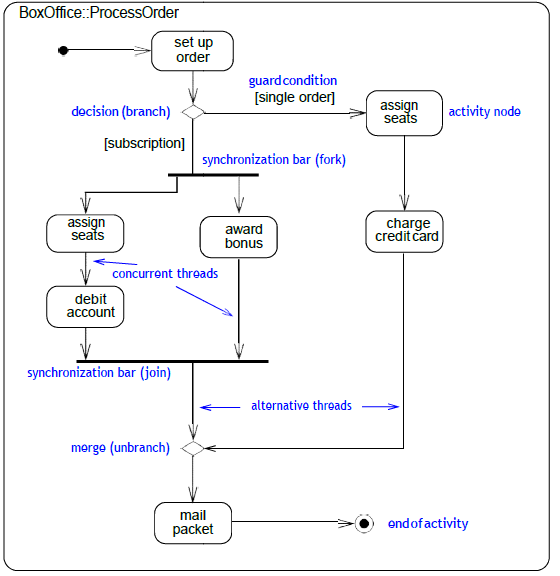 BoxOffice::ProcessOrder
set up
order
guard condition
[single order]
decision (branch)
assign
seats
activity node
[subscription]
synchronization bar (fork)
assign
seats
award
bonus
charge
credit card
concurrent threads
debit
account
synchronization bar (join)
alternative threads
merge (unbranch)
mail
packet
end of activity